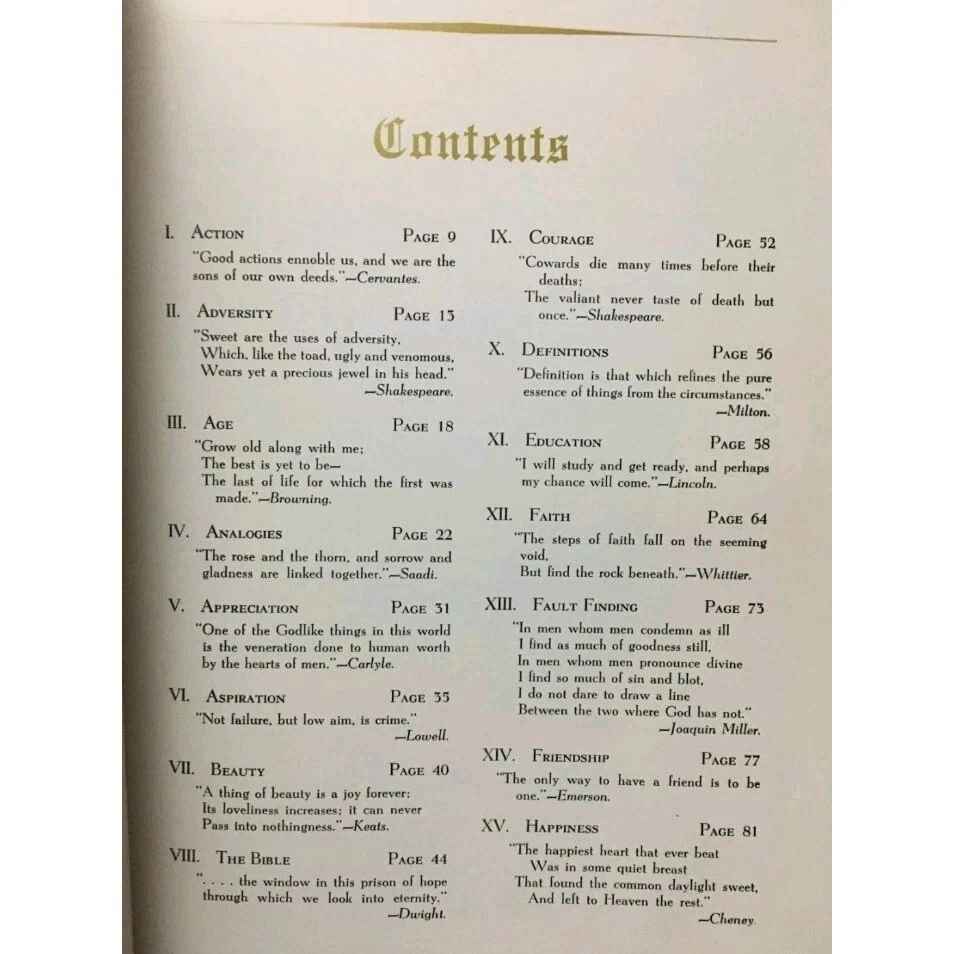 Contents
I. Action Page 9
"Good actions ennoble us, and we are the
sons of our own deeds."—Cervantes.
II. Adversity Page 13
"Sweet are the uses of adversity,
Which, like the toad, ugly and venomous,
Wears yet a precious jewel in his head."
—Shakespeare.
III. Age Page 18
"Grow old along with me;
The best is yet to be—
The last of life for which the first was
made."—Browning.
IV. Analogies Page 22
"The rose and the thorn, and sorrow and
gladness are linked together."—Saadi.
V. Appreciation Page 31
"One of the Godlike things in this world
is the veneration done to human worth
by the hearts of men."—Carlyle.
VI. Aspiration Page 35
"Not failure, but low aim, is crime."
—Lowell.
VII. Beauty Page 40
"A thing of beauty is a joy forever;
Its loveliness increases; it can never
Pass into nothingness."—Keats.
VIII. The Bible Page 44
". . . . the window in this prison of hope
through which we look into eternity."
—Dwight.
IX. Courage Page 52
"Cowards die many times before their
deaths;
The valiant never taste of death but
once."—Shakespeare.
X. Definitions Page 56
"Definition is that which refines the pure
essence of things from the circumstances."
—Milton.
XI. Education Page 58
"I will study and get ready, and perhaps
my chance will come."—Lincoln.
XII. Faith Page 64
"The steps of faith fall on the seeming
void,
But find the rock beneath."—Whittier.
XIII. Fault Finding Page 73
"In men whom men condemn as ill
I find as much of goodness still,
In men whom men pronounce divine
I find so much of sin and blot,
I do not dare to draw a line
Between the two where God has not."
—Joaquin Miller.
XIV. Friendship Page 77
"The only way to have a friend is to be
one."—Emerson.
XV. Happiness Page 81
"The happiest heart that ever beat
Was in some quiet breast
That found the common daylight sweet,
And left to Heaven the rest."
—Cheney.